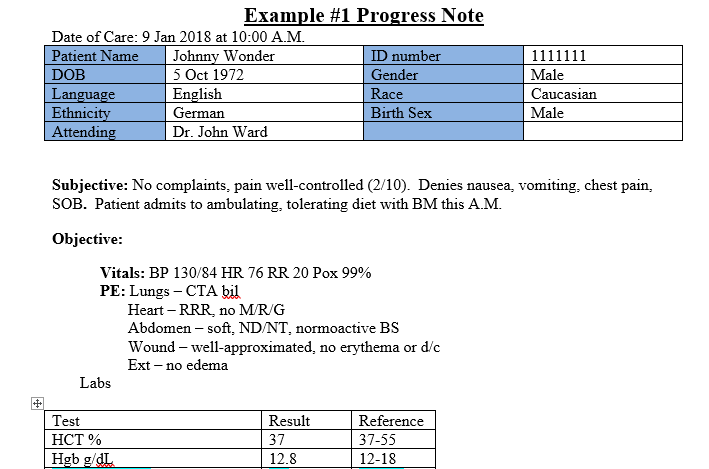 Example #1 Progress Note
Date of Care: 9 Jan 2018 at 10:00 A.M.
Patient Name Johnny Wonder ID number 1111111
DOB 5 Oct 1972 Gender Male
Language English Race Caucasian
Ethnicity German Birth Sex Male
Attending Dr. John Ward
Subjective: No complaints, pain well-controlled (2/10). Denies nausea, vomiting, chest pain,
SOB. Patient admits to ambulating, tolerating diet with BM this A.M.
Objective:
Vitals: BP 130/84 HR 76 RR 20 Pox 99%
PE: Lungs – CTA bil
Heart – RRR, no M/R/G
Abdomen – soft, ND/NT, normoactive BS
Wound – well-approximated, no erythema or d/c
Ext – no edema
Labs
Test Result Reference
HCT % 37 37-55
Hgb g/dL 12.8 12-18